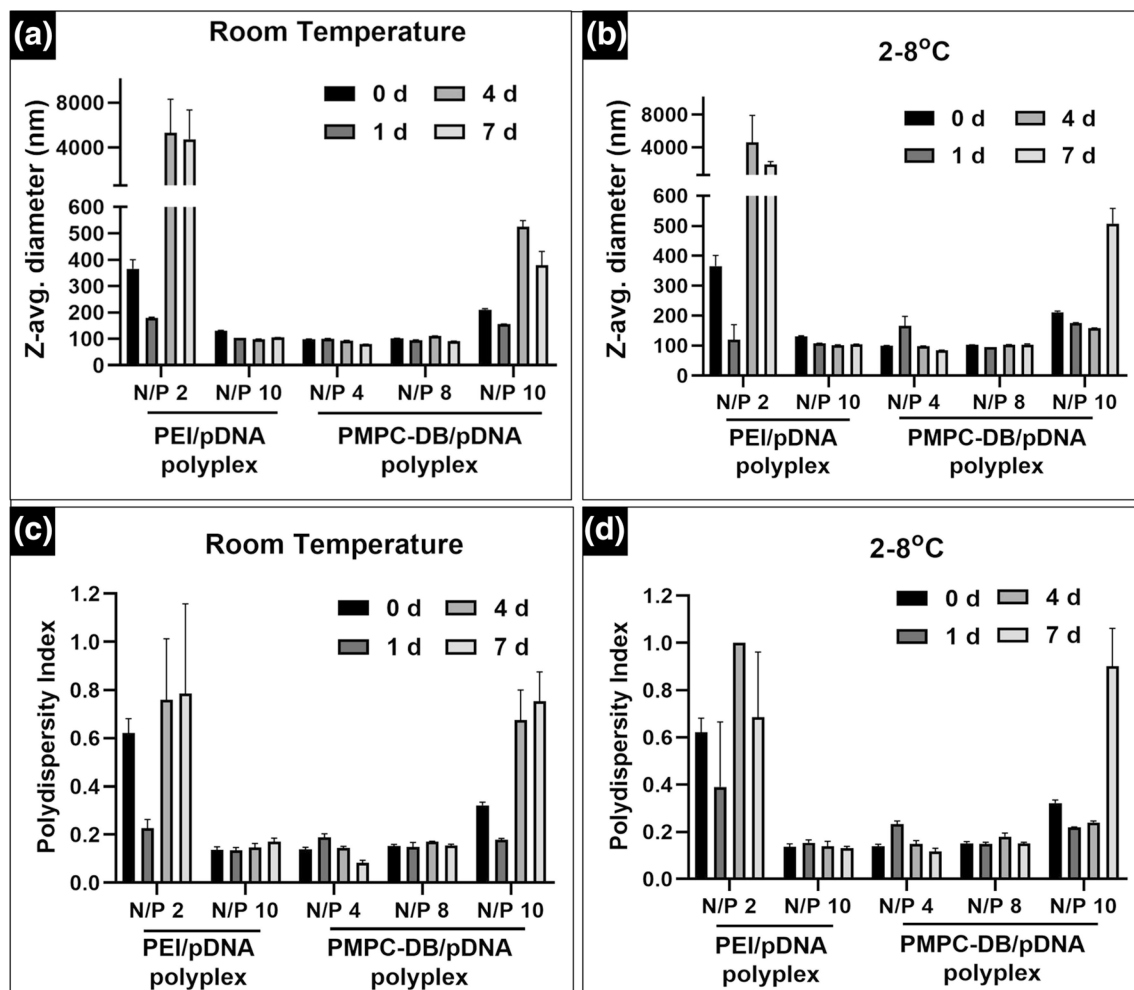 (a)
Room Temperature
0 d
4 d
1 d
7 d
Z-avg. diameter (nm)
8000
4000
600
500
400
300
200
100
0
N/P 2
N/P 10
N/P 4
N/P 8
N/P 10
PEI/pDNA
polyplex
PMPC-DB/pDNA
polyplex
(b)
2-8°C
0 d
4 d
1 d
7 d
Z-avg. diameter (nm)
8000
4000
600
500
400
300
200
100
0
N/P 2
N/P 10
N/P 4
N/P 8
N/P 10
PEI/pDNA
polyplex
PMPC-DB/pDNA
polyplex
(c)
Room Temperature
0 d
4 d
1 d
7 d
Polydispersity Index
1.2
1.0
0.8
0.6
0.4
0.2
0.0
N/P 2
N/P 10
N/P 4
N/P 8
N/P 10
PEI/pDNA
polyplex
PMPC-DB/pDNA
polyplex
(d)
2-8°C
0 d
4 d
1 d
7 d
Polydispersity Index
1.2
1.0
0.8
0.6
0.4
0.2
0.0
N/P 2
N/P 10
N/P 4
N/P 8
N/P 10
PEI/pDNA
polyplex
PMPC-DB/pDNA
polyplex